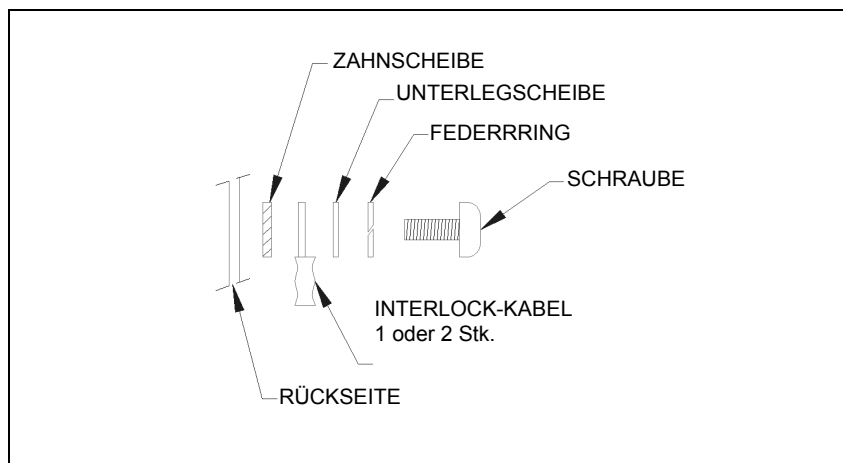 ZAHNSCHEIBE
UNTERLEGSCHEIBE
FEDERRRING
SCHRAUBE
INTERLOCK-KABEL
1 oder 2 Stk.
RÜCKSEITE